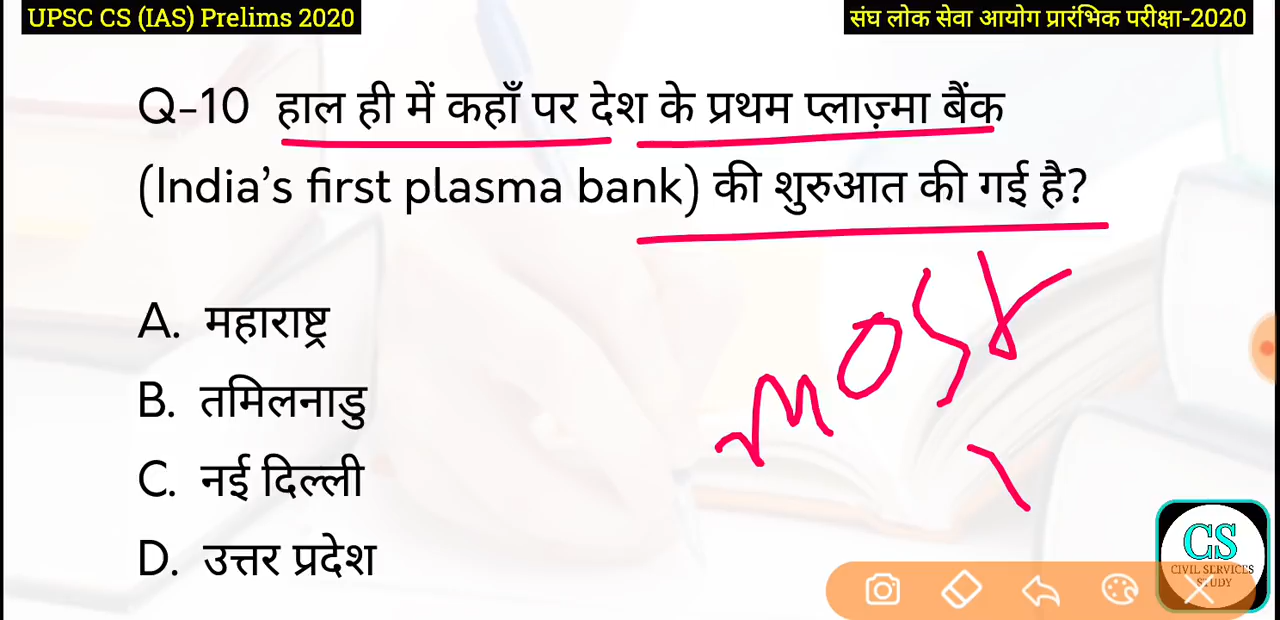 UPSC CS (IAS) Prelims 2020
संघ लोक सेवा आयोग प्रारंभिक परीक्षा-2020
Q-10 हाल ही में कहाँ पर देश के प्रथम प्लाज़्मा बैंक
(India's first plasma bank) की शुरुआत की गई है?
A. महाराष्ट्र
B. तमिलनाडु
C. नई दिल्ली
D. उत्तर प्रदेश
MOST
CS
CIVIL SERVICES
STUDY